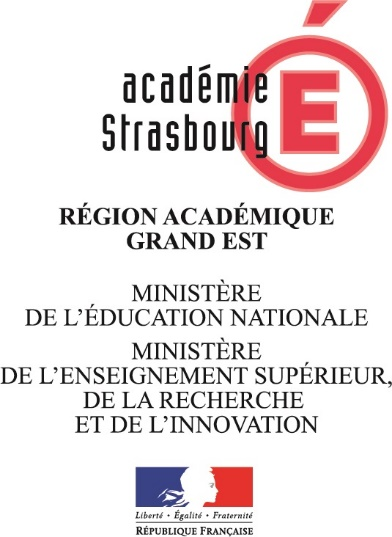 académie
Strasbourg
É
RÉGION ACADÉMIQUE
GRAND EST
MINISTÈRE
DE L’ÉDUCATION NATIONALE
MINISTÈRE
DE L’ENSEIGNEMENT SUPÉRIEUR,
DE LA RECHERCHE
ET DE L’INNOVATION
Liberté • Égalité • Fraternité
RÉPUBLIQUE FRANÇAISE